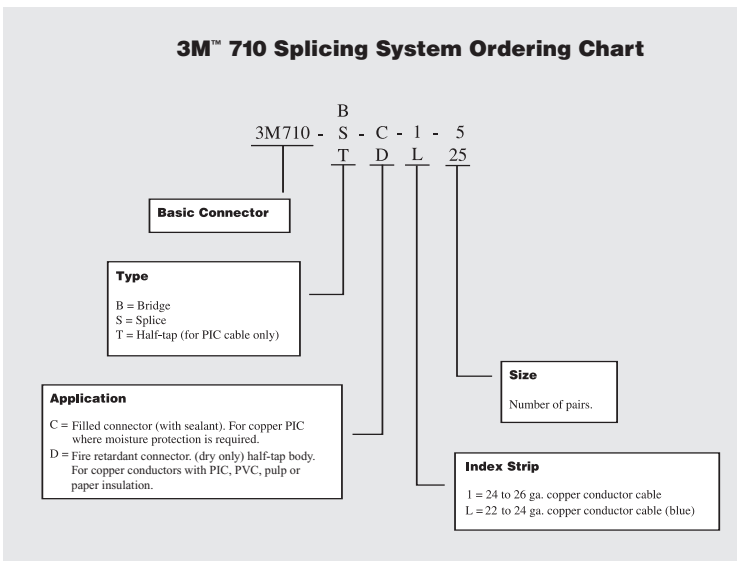 3M™ 710 Splicing System Ordering Chart
B
3M710 - S - C - 1 - 5
T D L 25
Basic Connector
Type
B = Bridge
S = Splice
T = Half-tap (for PIC cable only)
Application
C = Filled connector (with sealant). For copper PIC
where moisture protection is required.
D = Fire retardant connector. (dry only) half-tap body.
For copper conductors with PIC, PVC, pulp or
paper insulation.
Size
Number of pairs.
Index Strip
1 = 24 to 26 ga. copper conductor cable
L = 22 to 24 ga. copper conductor cable (blue)